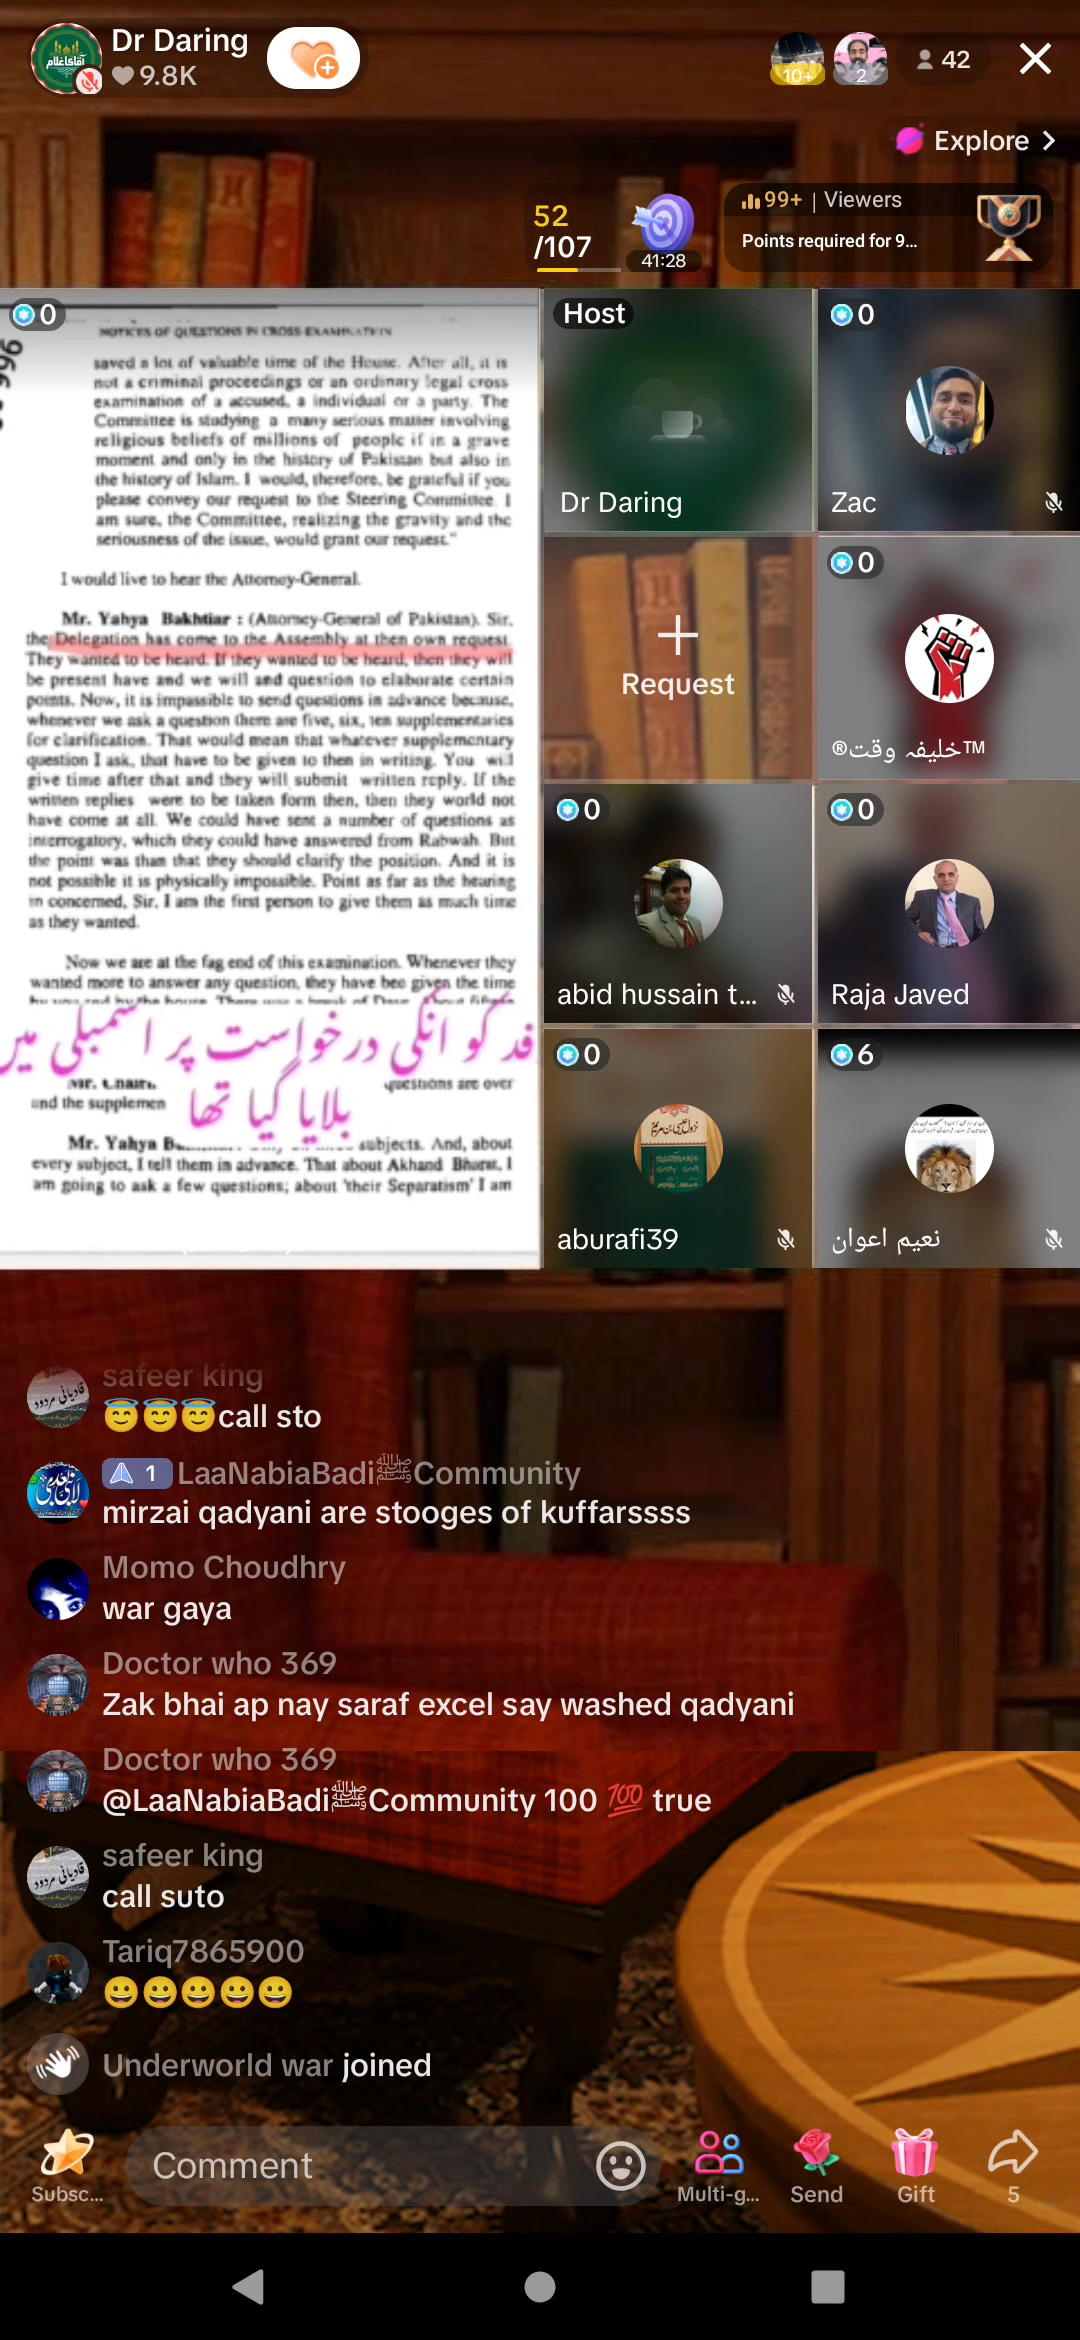 Dr Daring
9.8K
10+
2
42
Explore
52
/107
41:28
99+ | Viewers
Points required for 9...
0
NOTICES OF QUESTIONS IN CROSS-EXAMINATION
saved a lot of valuable time of the House. After all, it is
not a criminal proceedings or an ordinary legal cross
examination of a accused, a individual or a party. The
Committee is studying a many serious matter involving
religious beliefs of millions of people if in a grave
moment and only in the history of Pakistan but also in
the history of Islam. I would, therefore, be grateful if you
please convey our request to the Steering Committee. I
am sure, the Committee, realizing the gravity and the
seriousness of the issue, would grant our request."
I would live to hear the Attorney-General.
Mr. Yahya Bakhtiar : (Attorney-General of Pakistan). Sir,
the Delegation has come to the Assembly at then own request.
They wanted to be heard. If they wanted to be heard, then they will
be present have and we will and question to elaborate certain
points. Now, it is impassible to send questions in advance because,
whenever we ask a question there are five, six, ten supplementaries
for clarification. That would mean that whatever supplementary
question I ask, that have to be given to then in writing. You will
give time after that and they will submit written reply. If the
written replies were to be taken form then, then they world not
have come at all. We could have sent a number of questions as
interrogatory, which they could have answered from Rabwah. But
the point was than that they should clarify the position. And it is
not possible it is physically impossible. Point as far as the hearing
in concerned, Sir, I am the first person to give them as much time
as they wanted.
Now we are at the fag end of this examination. Whenever they
wanted more to answer any question, they have bee given the time
فد کو انکی درخواست پر اسمبلی میں
بلایا گیا تھا
questions are over
and the supplemen
Mr. Yahya
subjects. And, about
every subject, I tell them in advance. That about Akhand Bharat, I
am going to ask a few questions; about 'their Separatism' I am
Host
Dr Daring
0
Zac
Request
0
®خلیفہ وقت™
0
abid hussain t...
0
Raja Javed
0
aburafi39
6
نعیم اعوان
safeer king
😇😇😇call sto
1 LaaNabiaBadiﷺCommunity
mirzai qadyani are stooges of kuffarssss
Momo Choudhry
war gaya
Doctor who 369
Zak bhai ap nay saraf excel say washed qadyani
Doctor who 369
@LaaNabiaBadiﷺCommunity 100 💯 true
safeer king
call suto
Tariq7865900
😀😀😀😀😀
Underworld war joined
Comment
Subsc...
Multi-g...
Send
Gift
5